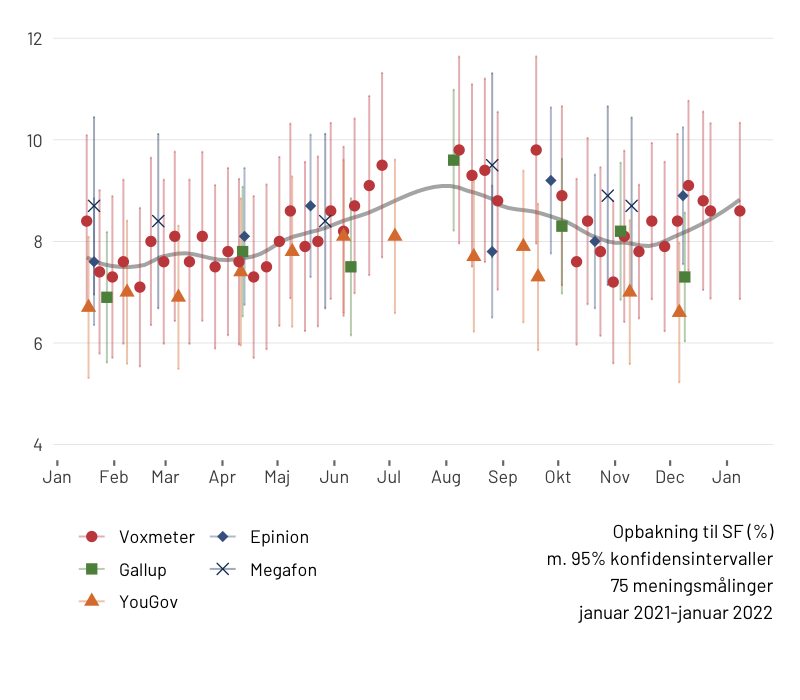 12
10
8
6
4
Jan Feb Mar Apr Maj Jun Jul Aug Sep Okt Nov Dec Jan
Voxmeter Epinion
Gallup Megafon
YouGov
Opbakning til SF (%)
m. 95% konfidensintervaller
75 meningsmålinger
januar 2021-januar 2022